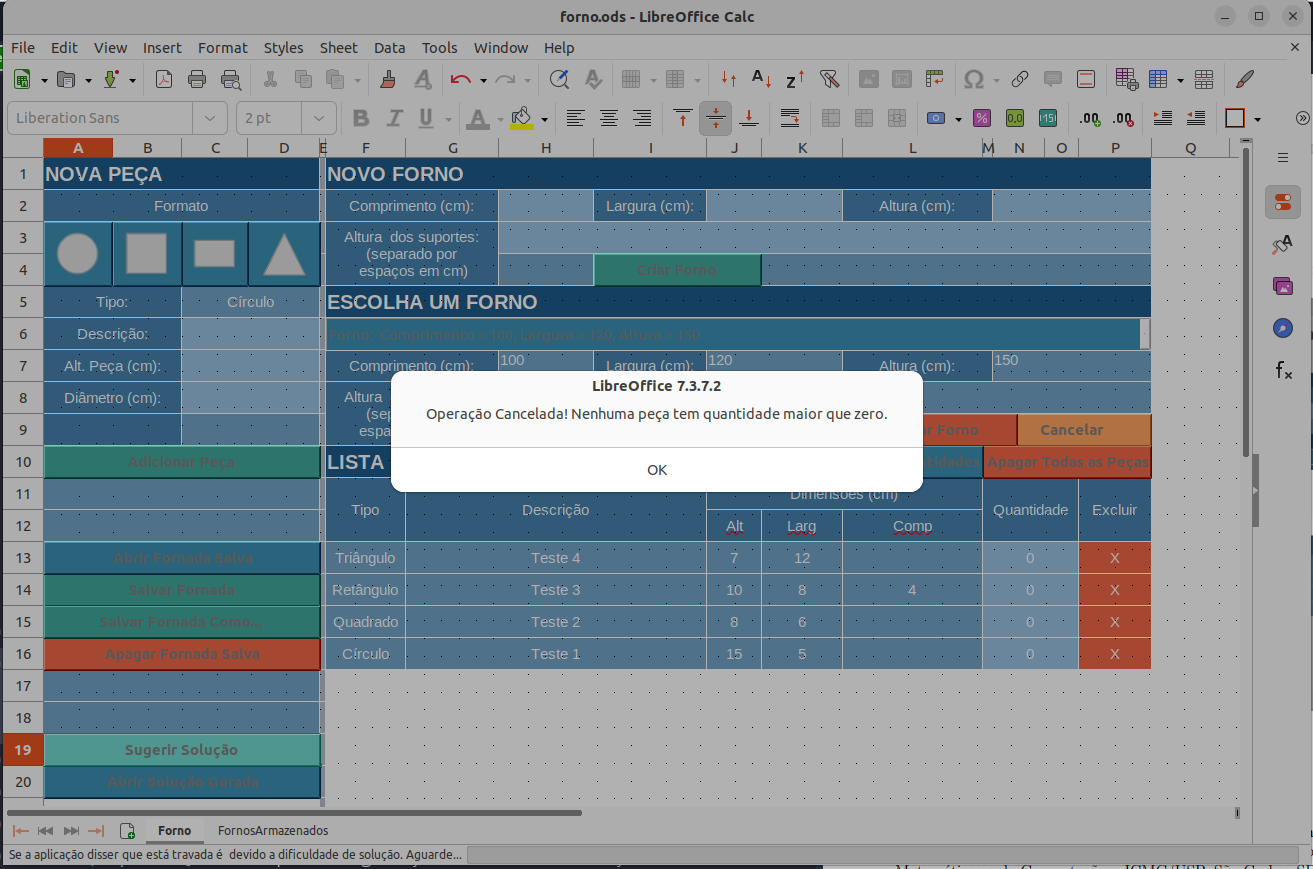 forno.ods - LibreOffice Calc
File Edit View Insert Format Styles Sheet Data Tools Window Help
Liberation Sans 2 pt
A B C D E F G H I J K L M N O P Q
1 NOVA PEÇA NOVO FORNO
2 Formato Comprimento (cm): Largura (cm): Altura (cm):
3 Altura dos suportes:
(separado por
4 espaços em cm) Criar Forno
5 Tipo: Círculo ESCOLHA UM FORNO
6 Descrição: Forno: Comprimento = 100, Largura = 120, Altura = 150
7 Alt. Peça (cm): Comprimento (cm): 100 Largura (cm): 120 Altura (cm): 150
LibreOffice 7.3.7.2
8 Diâmetro (cm): Altura
Operação Cancelada! Nenhuma peça tem quantidade maior que zero.
9 Forno Cancelar
10 Adicionar Peça LISTA Apagar Todas as Peças
OK
11 Tipo Descrição Dimensões (cm) Quantidade Excluir
12 Alt Larg Comp
13 Abrir Fornada Salva Triângulo Teste 4 7 12 0 X
14 Salvar Fornada Retângulo Teste 3 10 8 4 0 X
15 Salvar Fornada Como... Quadrado Teste 2 8 6 0 X
16 Apagar Fornada Salva Círculo Teste 1 15 5 0 X
17
18
19 Sugerir Solução
20 Abrir Solução Gerada
Forno FornosArmazenados
Se a aplicação disser que está travada é devido a dificuldade de solução. Aguarde...